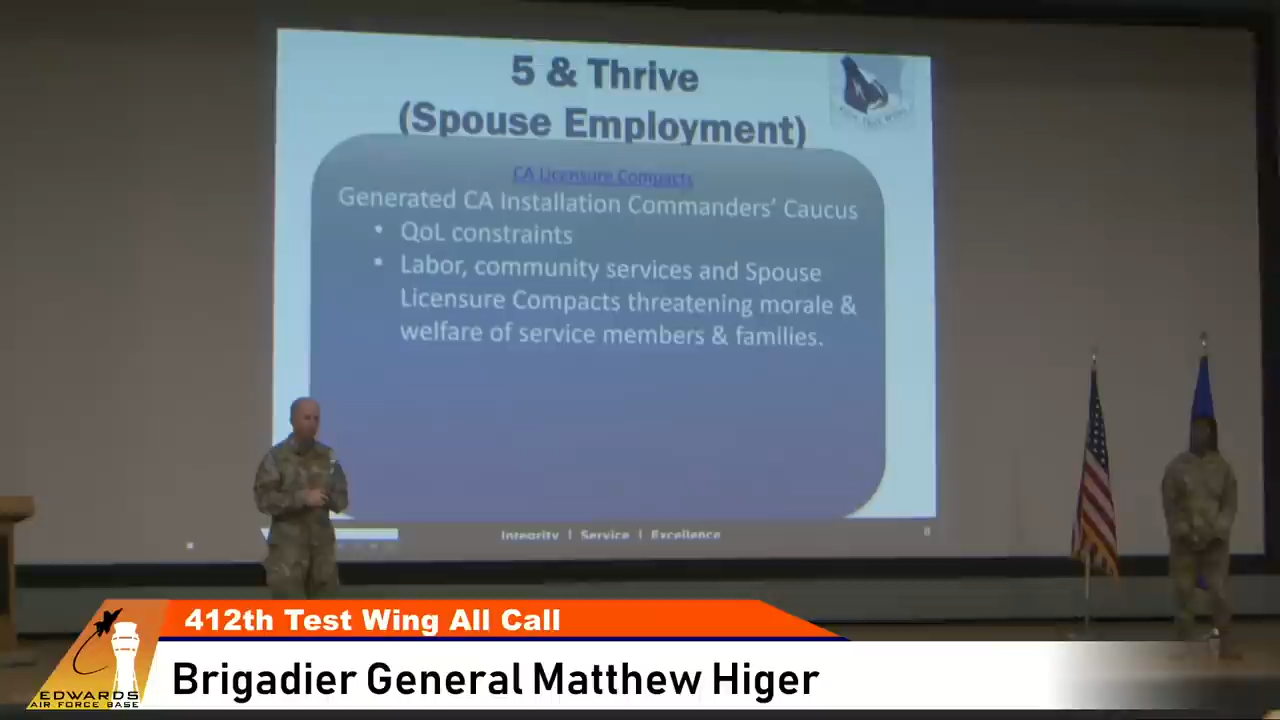 5 & Thrive
(Spouse Employment)
CA Licensure Compacts
Generated CA Installation Commanders' Caucus
• QoL constraints
• Labor, community services and Spouse
Licensure Compacts threatening morale &
welfare of service members & families.
Integrity | Service | Excellence
8
412th Test Wing All Call
Brigadier General Matthew Higer
EDWARDS
AIR FORCE BASE